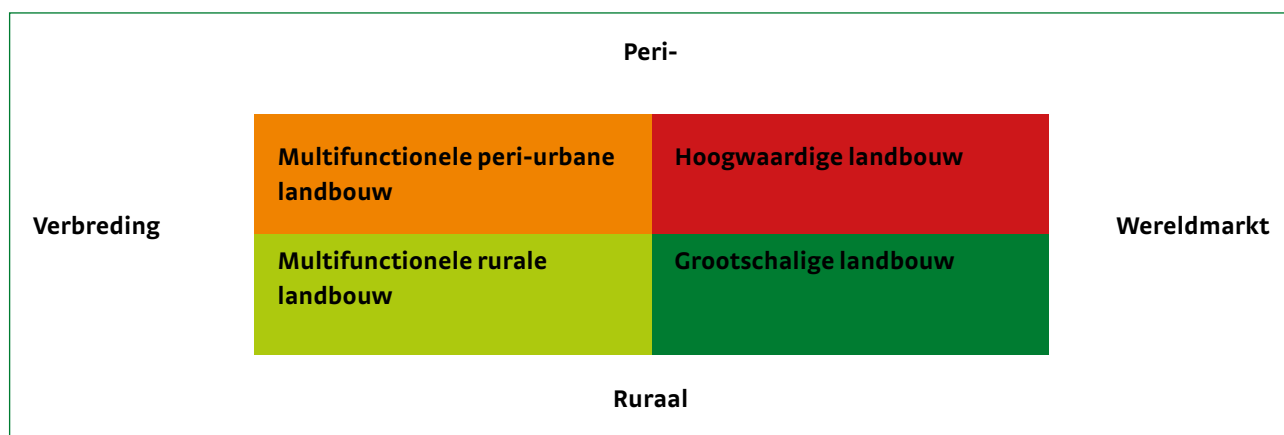 Peri-
Multifunctionele peri-urbane
landbouw
Hoogwaardige landbouw
Verbreding
Wereldmarkt
Multifunctionele rurale
landbouw
Grootschalige landbouw
Ruraal